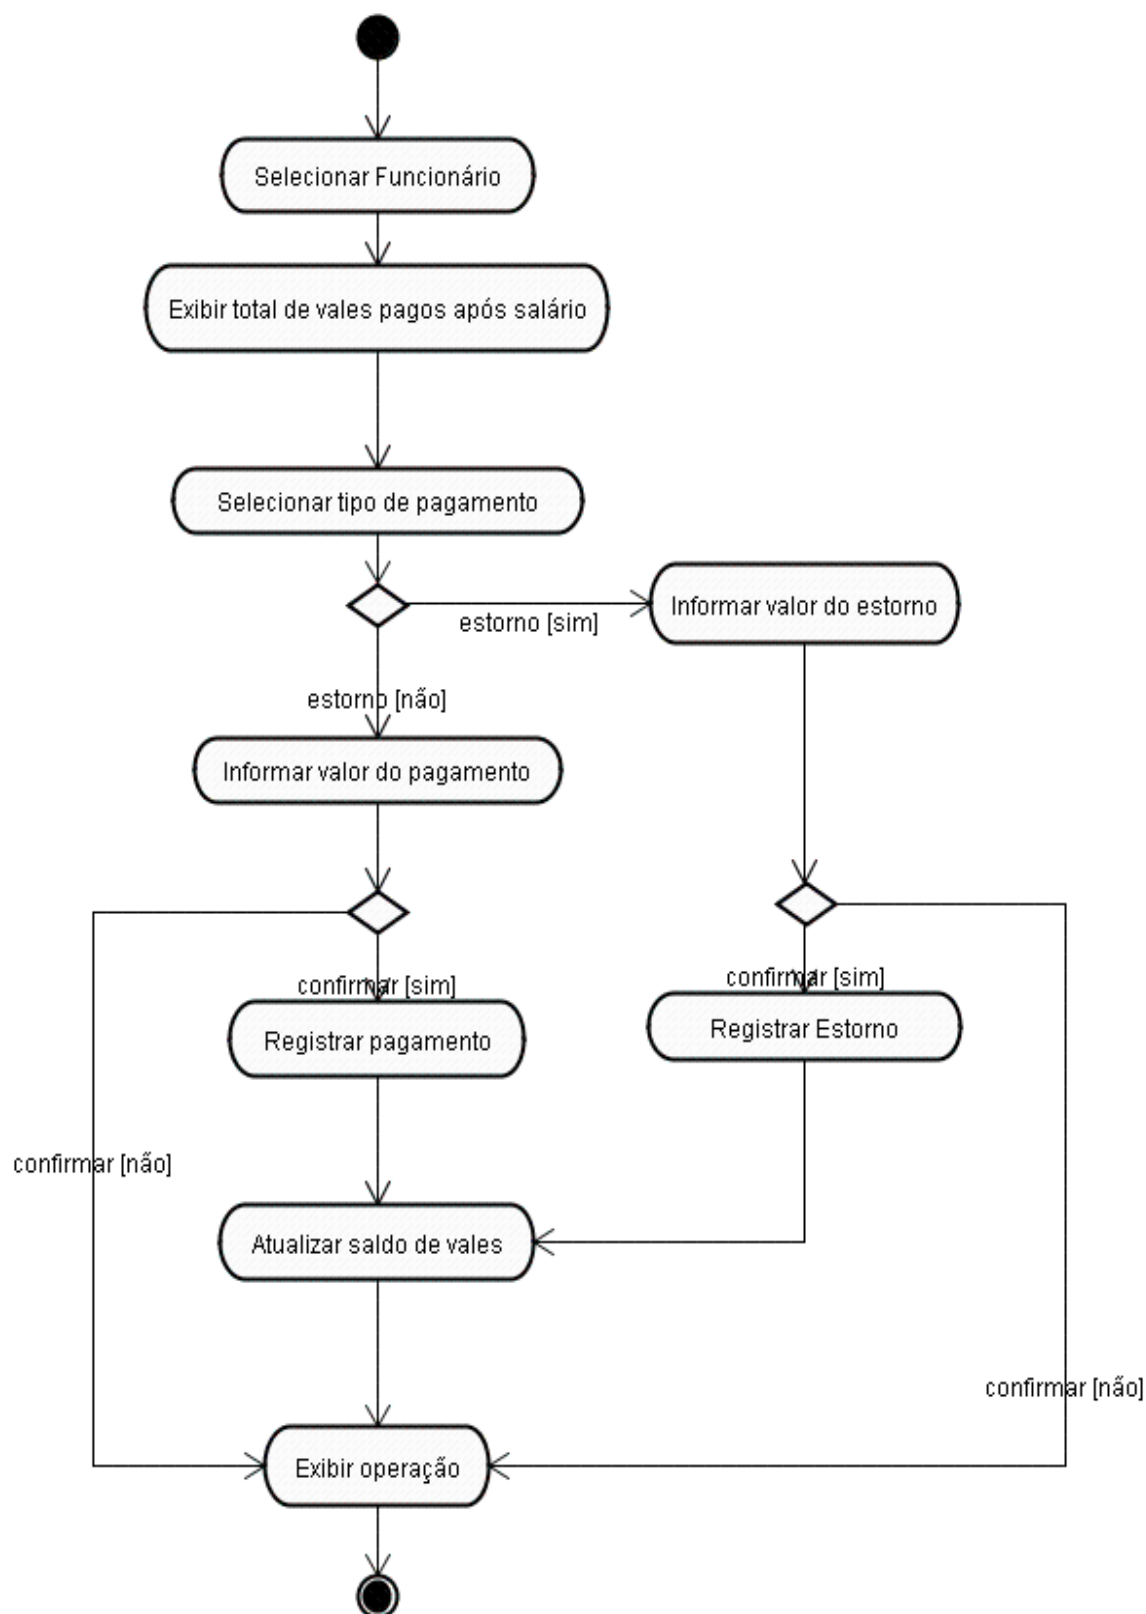 Selecionar Funcionário
Exibir total de vales pagos após salário
Selecionar tipo de pagamento
Informar valor do estorno
estorno [sim]
estorno [não]
Informar valor do pagamento
confirmar [sim]
confirmar [sim]
Registrar pagamento
Registrar Estorno
confirmar [não]
Atualizar saldo de vales
confirmar [não]
Exibir operação